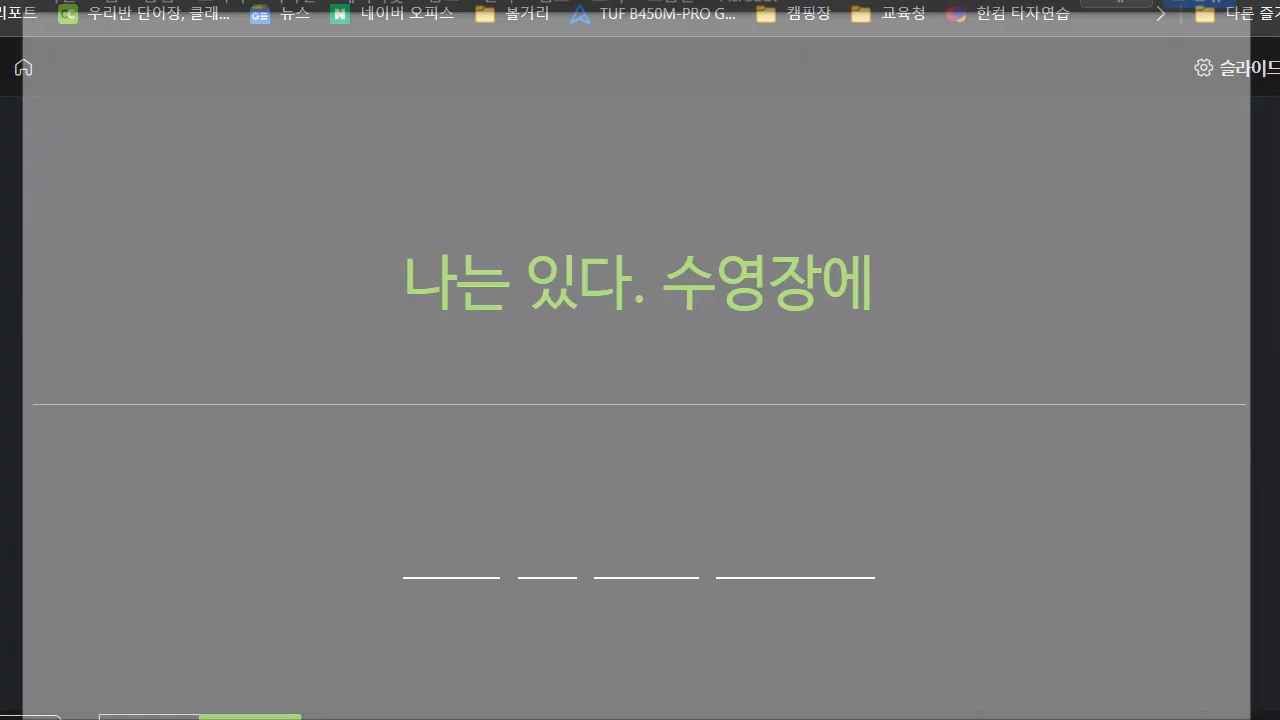 리포트 우리반 단어장, 클래... 뉴스 네이버 오피스 볼거리 TUF B450M-PRO G... 캠핑장 교육청 한컴 타자연습 다른 즐겨
슬라이드
나는 있다. 수영장에